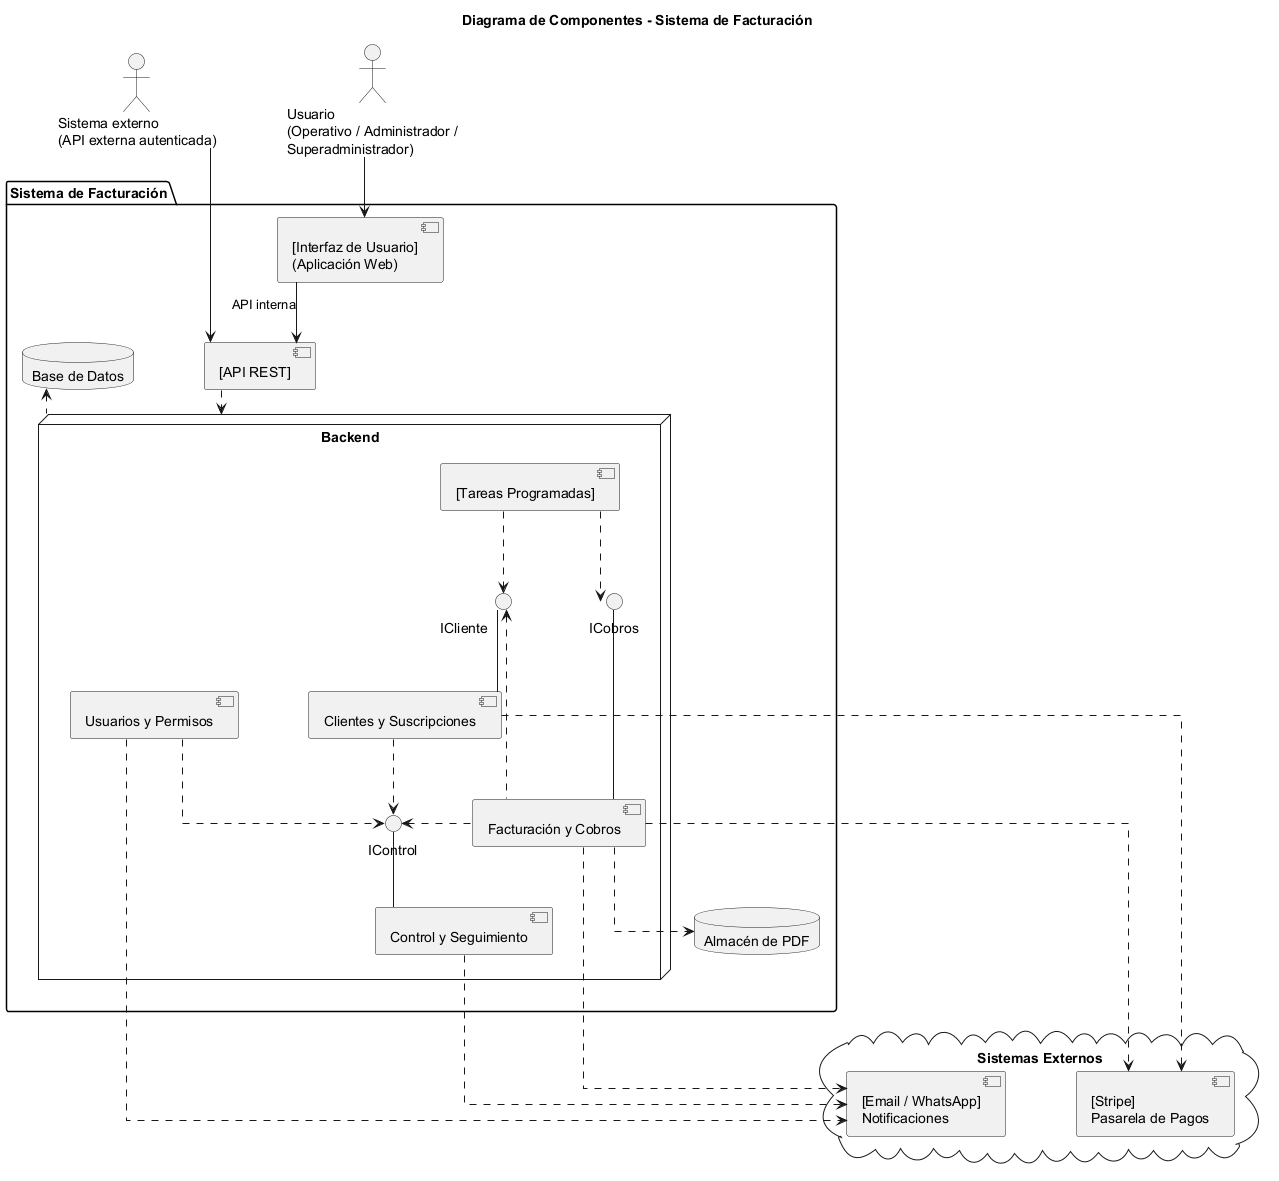 Diagrama de Componentes - Sistema de Facturación
Sistema externo
(API externa autenticada)
Usuario
(Operativo / Administrador /
Superadministrador)
Sistema de Facturación
[Interfaz de Usuario]
(Aplicación Web)
API interna
Base de Datos
[API REST]
Backend
[Tareas Programadas]
ICliente
ICobros
Usuarios y Permisos
Clientes y Suscripciones
Facturación y Cobros
IControl
Control y Seguimiento
Almacén de PDF
Sistemas Externos
[Email / WhatsApp]
Notificaciones
[Stripe]
Pasarela de Pagos